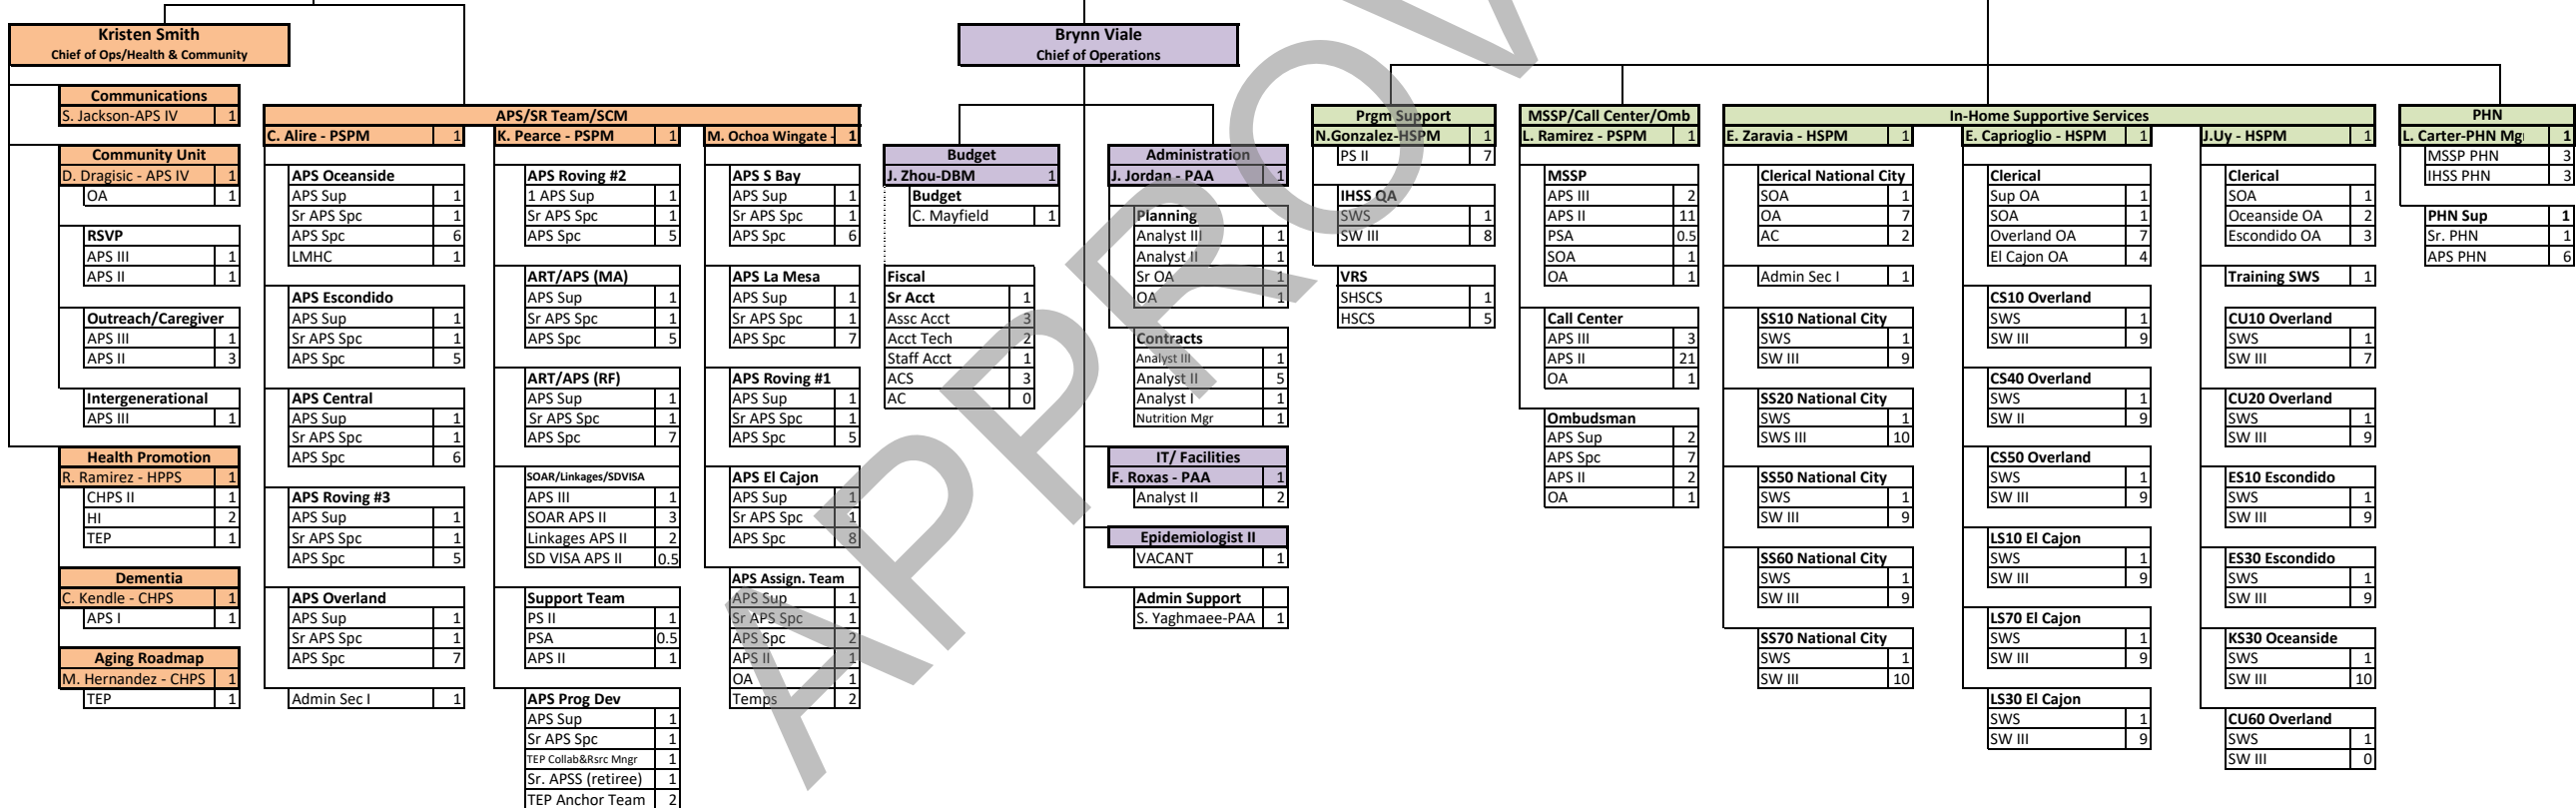 Kristen Smith
Chief of Ops/Health & Community
Communications
S. Jackson-APS IV 1
Community Unit
D. Dragisic - APS IV 1
OA 1
RSVP
APS III 1
APS II 1
Outreach/Caregiver
APS III 1
APS II 3
Intergenerational
APS III 1
Health Promotion
R. Ramirez - HPPS 1
CHPS II 1
HI 2
TEP 1
Dementia
C. Kendle - CHPS 1
APS I 1
Aging Roadmap
M. Hernandez - CHPS 1
TEP 1
APS/SR Team/SCM
C. Alire - PSPM 1
APS Oceanside
APS Sup 1
Sr APS Spc 1
APS Spc 6
LMHC 1
APS Escondido
APS Sup 1
Sr APS Spc 1
APS Spc 5
APS Central
APS Sup 1
Sr APS Spc 1
APS Spc 6
APS Roving #3
APS Sup 1
Sr APS Spc 1
APS Spc 5
APS Overland
APS Sup 1
Sr APS Spc 1
APS Spc 7
Admin Sec I 1
K. Pearce - PSPM 1
APS Roving #2
1 APS Sup 1
Sr APS Spc 1
APS Spc 5
ART/APS (MA)
APS Sup 1
Sr APS Spc 1
APS Spc 5
ART/APS (RF)
APS Sup 1
Sr APS Spc 1
APS Spc 7
SOAR/Linkages/SDVISA
APS III 1
SOAR APS II 3
Linkages APS II 2
SD VISA APS II 0.5
Support Team
PS II 1
PSA 0.5
APS II 1
APS Prog Dev
APS Sup 1
Sr APS Spc 1
TEP Collab&Rsrc Mngr 1
Sr. APSS (retiree) 1
TEP Anchor Team 2
M. Ochoa Wingate - 1
APS S Bay
APS Sup 1
Sr APS Spc 1
APS Spc 6
APS La Mesa
APS Sup 1
Sr APS Spc 1
APS Spc 7
APS Roving #1
APS Sup 1
Sr APS Spc 1
APS Spc 5
APS El Cajon
APS Sup 1
Sr APS Spc 1
APS Spc 8
APS Assign. Team
APS Sup 1
Sr APS Spc 1
APS Spc 2
APS II 1
OA 1
Temps 2
Brynn Viale
Chief of Operations
Budget
J. Zhou-DBM 1
Budget
C. Mayfield 1
Fiscal
Sr Acct 1
Assc Acct 3
Acct Tech 2
Staff Acct 1
ACS 3
AC 0
Administration
J. Jordan - PAA 1
Planning
Analyst III 1
Analyst II 1
Sr OA 1
OA 1
Contracts
Analyst III 1
Analyst II 5
Analyst I 1
Nutrition Mgr 1
IT/ Facilities
F. Roxas - PAA 1
Analyst II 2
Epidemiologist II
VACANT 1
Admin Support
S. Yaghmaee-PAA 1
Prgm Support
N.Gonzalez-HSPM 1
PS II 7
IHSS QA
SWS 1
SW III 8
VRS
SHSCS 1
HSCS 5
MSSP/Call Center/Omb
L. Ramirez - PSPM 1
MSSP
APS III 2
APS II 11
PSA 0.5
SOA 1
OA 1
Call Center
APS III 3
APS II 21
OA 1
Ombudsman
APS Sup 2
APS Spc 7
APS II 2
OA 1
In-Home Supportive Services
E. Zaravia - HSPM 1
Clerical National City
SOA 1
OA 7
AC 2
Admin Sec I 1
SS10 National City
SWS 1
SW III 9
SS20 National City
SWS 1
SWS III 10
SS50 National City
SWS 1
SW III 9
SS60 National City
SWS 1
SW III 9
SS70 National City
SWS 1
SW III 10
E. Caprioglio - HSPM 1
Clerical
Sup OA 1
SOA 1
Overland OA 7
El Cajon OA 4
CS10 Overland
SWS 1
SW III 9
CS40 Overland
SWS 1
SW II 9
CS50 Overland
SWS 1
SW III 9
LS10 El Cajon
SWS 1
SW III 9
LS70 El Cajon
SWS 1
SW III 9
LS30 El Cajon
SWS 1
SW III 9
J.Uy - HSPM 1
Clerical
SOA 1
Oceanside OA 2
Escondido OA 3
Training SWS 1
CU10 Overland
SWS 1
SW III 7
CU20 Overland
SWS 1
SW III 9
ES10 Escondido
SWS 1
SW III 9
ES30 Escondido
SWS 1
SW III 9
KS30 Oceanside
SWS 1
SW III 10
CU60 Overland
SWS 1
SW III 0
PHN
L. Carter-PHN Mg 1
MSSP PHN 3
IHSS PHN 3
PHN Sup 1
Sr. PHN 1
APS PHN 6
APPROV